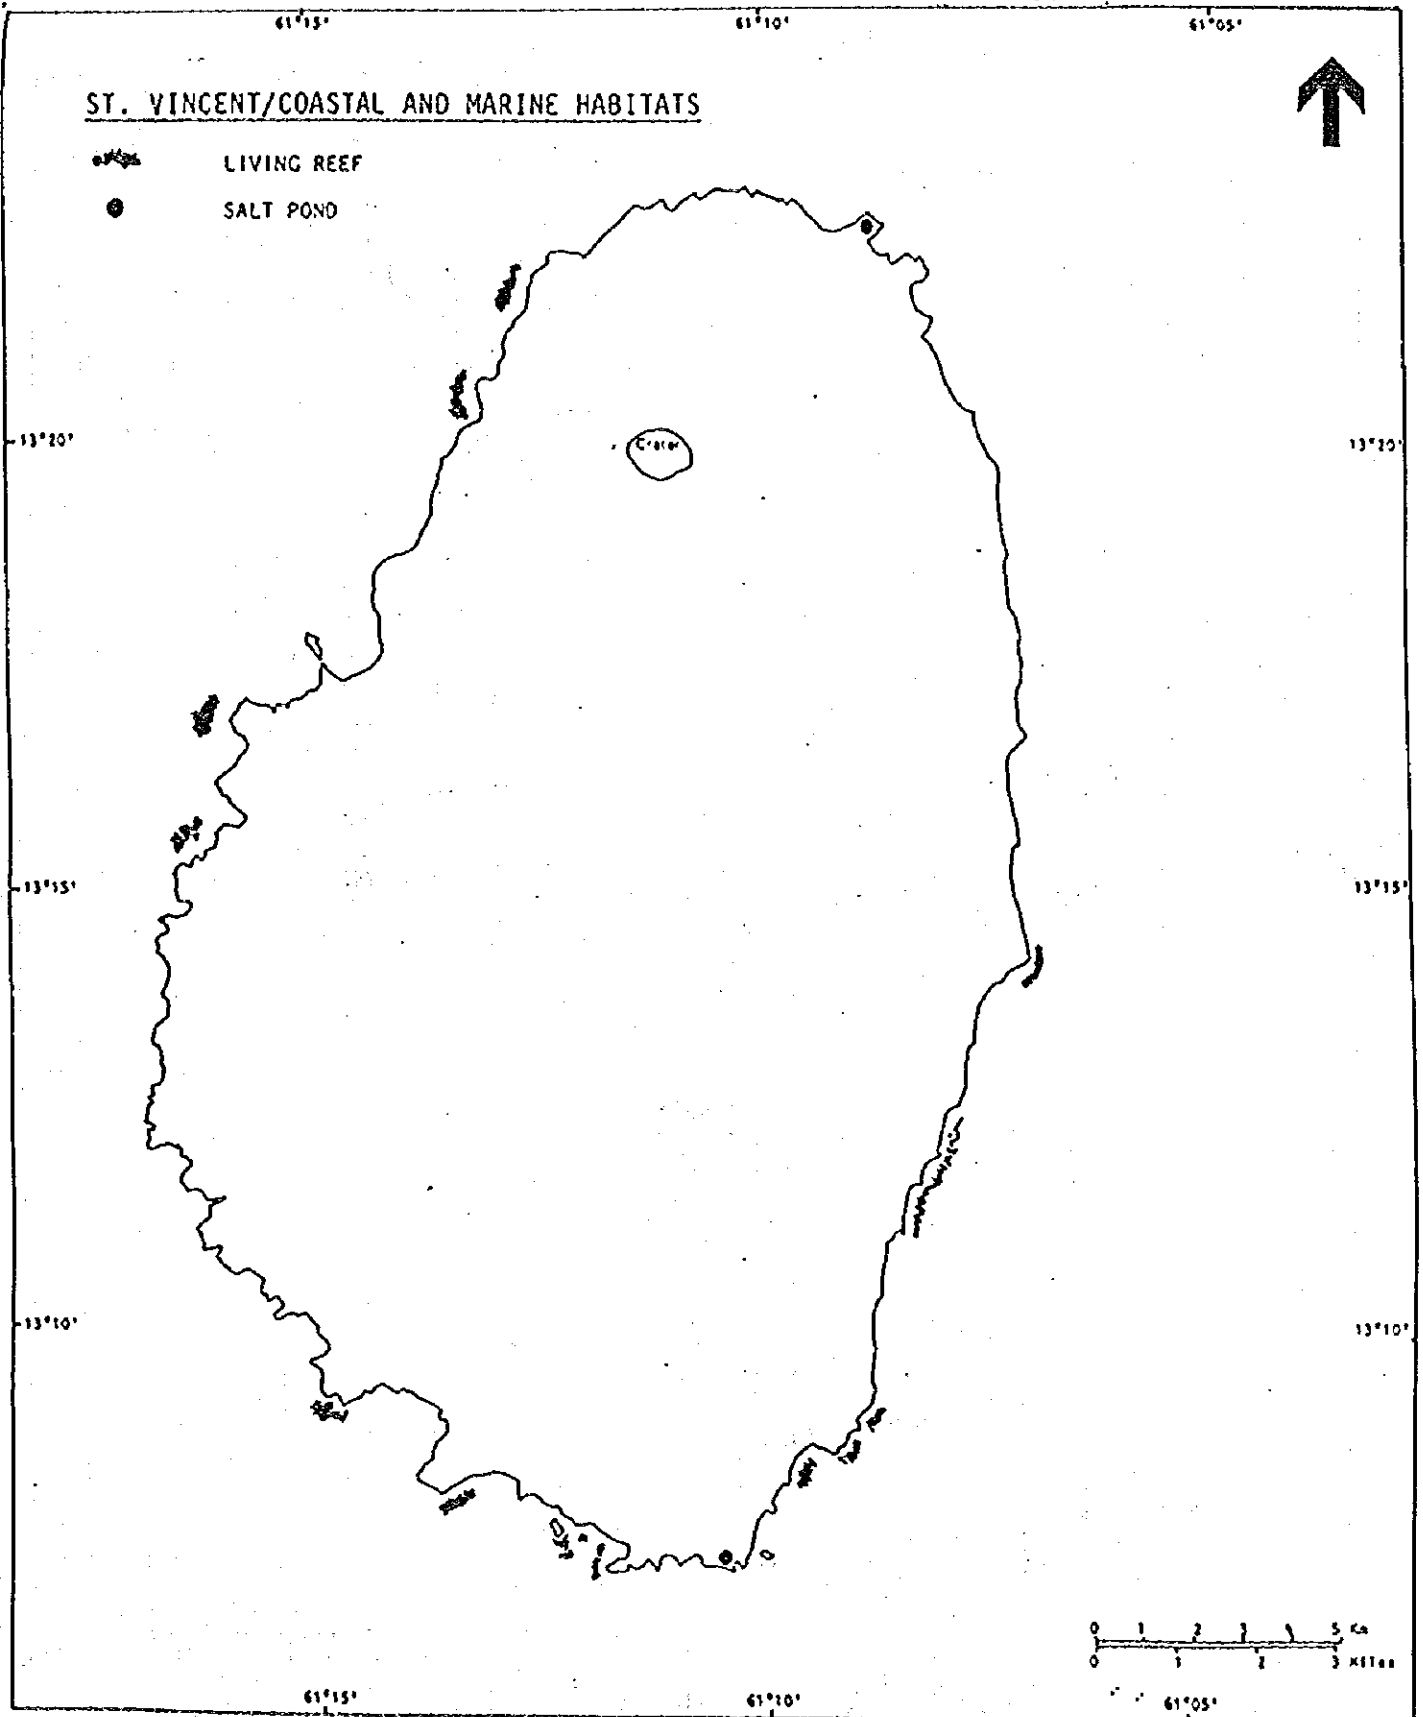 61°15' 61°10' 61°05'
ST. VINCENT/COASTAL AND MARINE HABITATS
LIVING REEF
SALT POND
13°20' Crater 13°20'
13°15' 13°15'
13°10' 13°10'
0 1 2 3 5 Km
0 1 2 3
61°15' 61°10' 61°05'